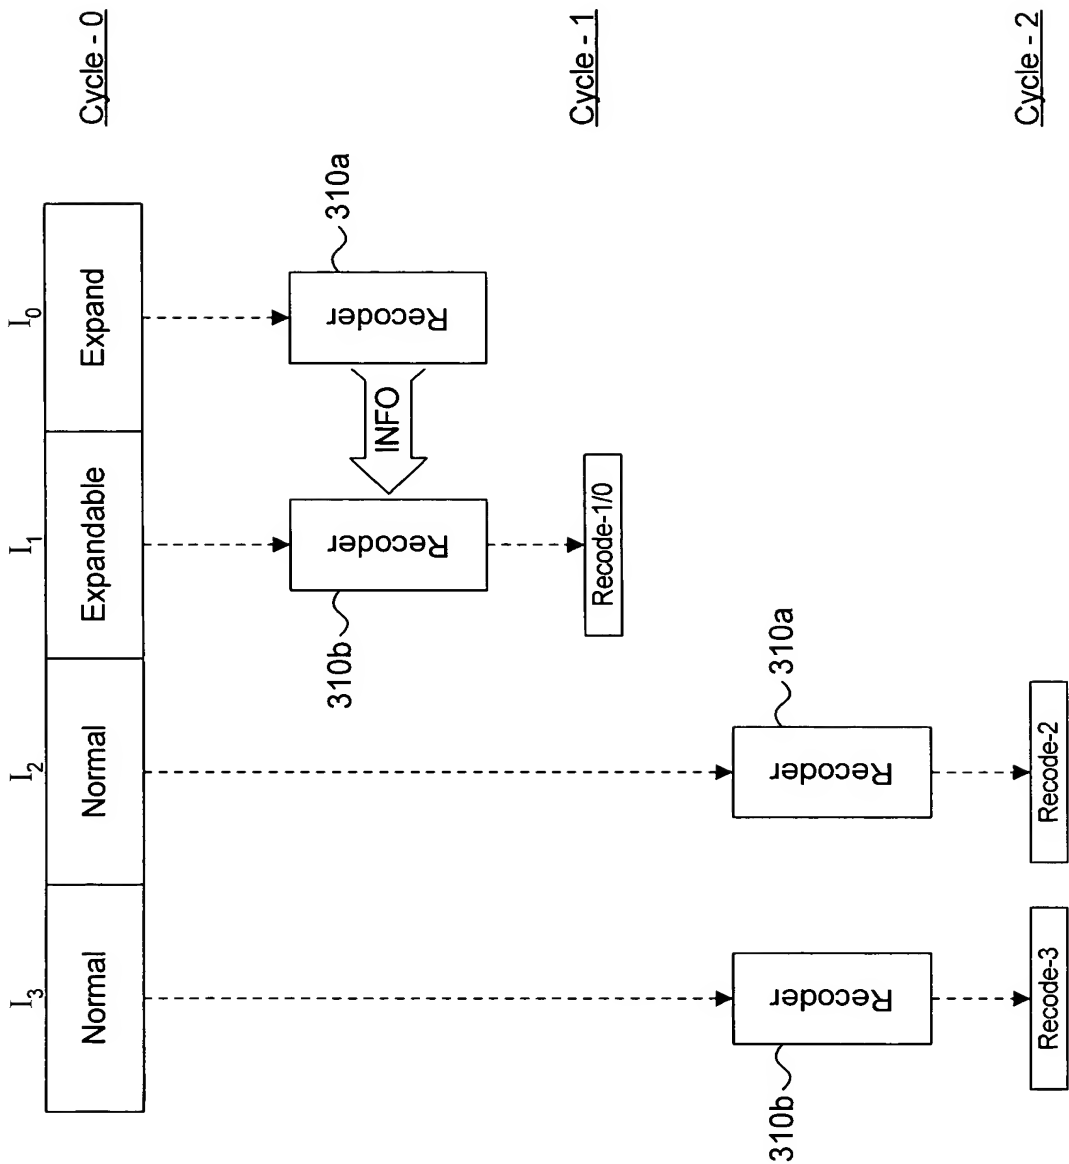 I3
I2
I1
I0
Normal
Normal
Expandable
Expand
Cycle - 0
310b
Recoder
INFO
Recoder
310a
Recode-1/0
Cycle - 1
310b
Recoder
Recoder
310a
Recode-3
Recode-2
Cycle - 2